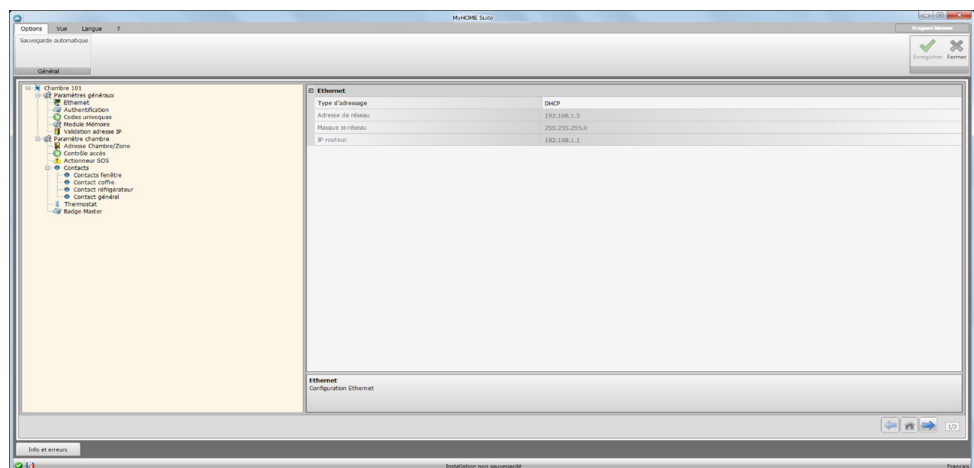 MyHOME Suite
Options Vue Langue ?
Sauvegarde automatique
Enregistrer Fermer
Général
Chambre 101
Paramètres généraux
Ethernet
Authentification
Codes univoques
Module Mémoire
Validation adresse IP
Paramètre chambre
Adresse Chambre/Zone
Contrôle accès
Actionneur SOS
Contacts
Contacts fenêtre
Contact coffre
Contact réfrigérateur
Contact général
Thermostat
Badge Master
Ethernet
Type d'adressage DHCP
Adresse de réseau 192.168.1.5
Masque ss-réseau 255.255.255.0
IP routeur 192.168.1.1
Ethernet
Configuration Ethernet
1/2
Info et erreurs
Installation non sauvegardé
Français